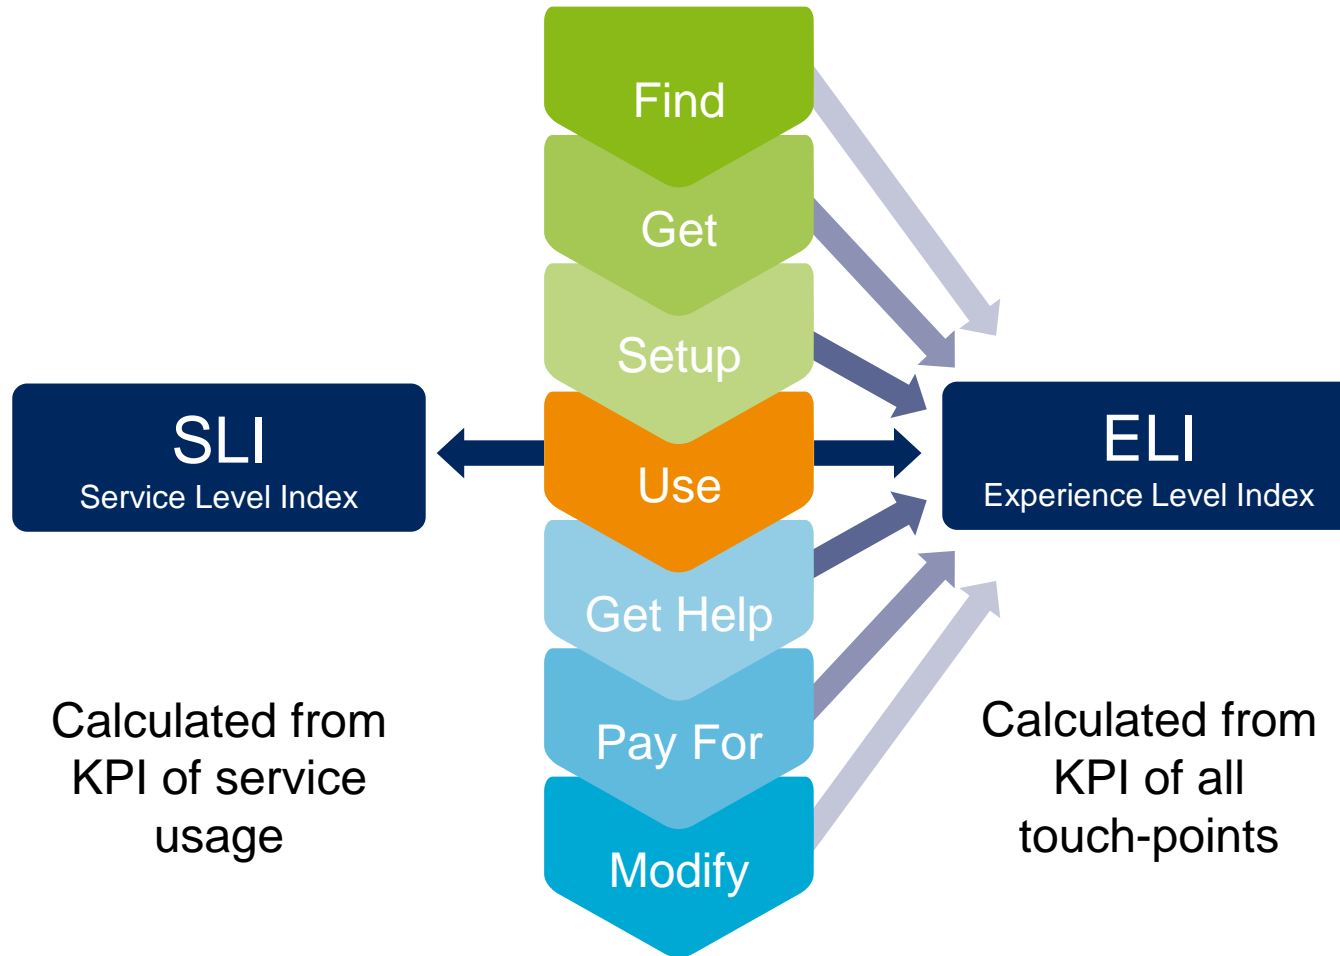 Find
Get
Setup
Use
Get Help
Pay For
Modify
SLI
Service Level Index
Calculated from
KPI of service
usage
ELI
Experience Level Index
Calculated from
KPI of all
touch-points